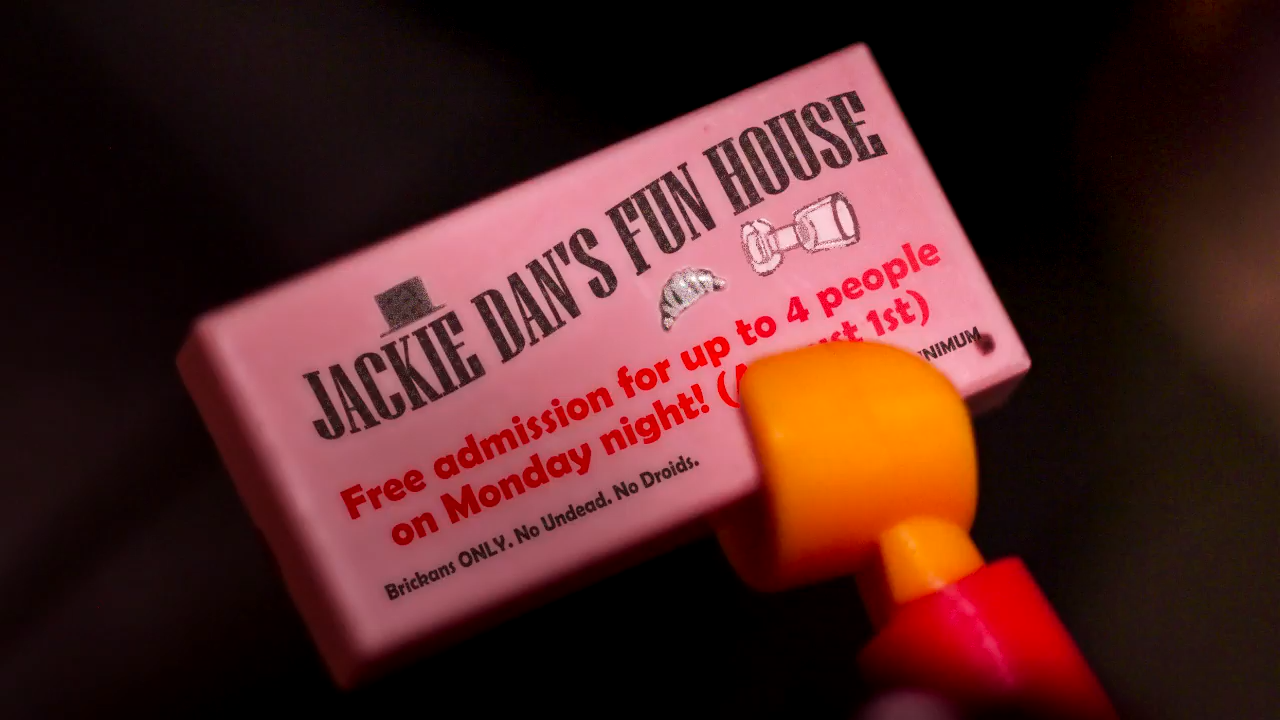 JACKIE DAN'S FUN HOUSE
Free admission for up to 4 people
on Monday night! 1st)
Brickans ONLY. No Undead. No Droids.